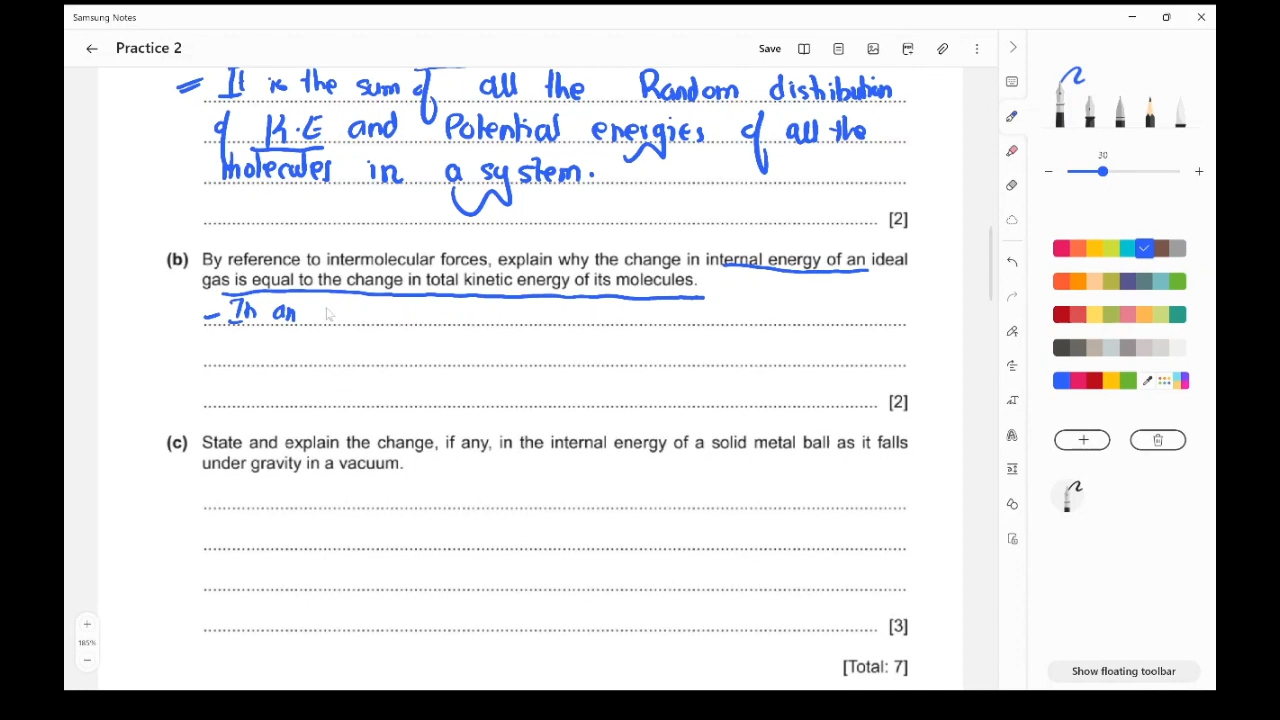 Samsung Notes
Practice 2
Save
= It is the sum of all the Random distibution
of K.E and Potential energies of all the
molecules in a system.
[2]
(b) By reference to intermolecular forces, explain why the change in internal energy of an ideal
gas is equal to the change in total kinetic energy of its molecules.
- In an
[2]
(c) State and explain the change, if any, in the internal energy of a solid metal ball as it falls
under gravity in a vacuum.
[3]
[Total: 7]
30
185%
Show floating toolbar